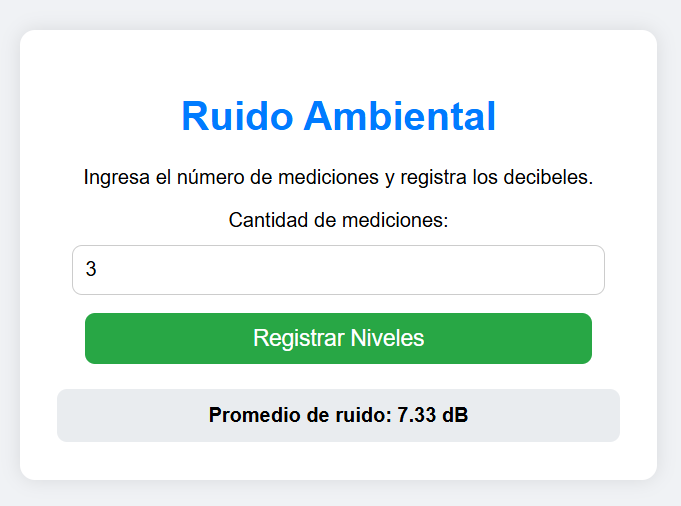 Ruido Ambiental
Ingresa el número de mediciones y registra los decibeles.
Cantidad de mediciones:
3
Registrar Niveles
Promedio de ruido: 7.33 dB